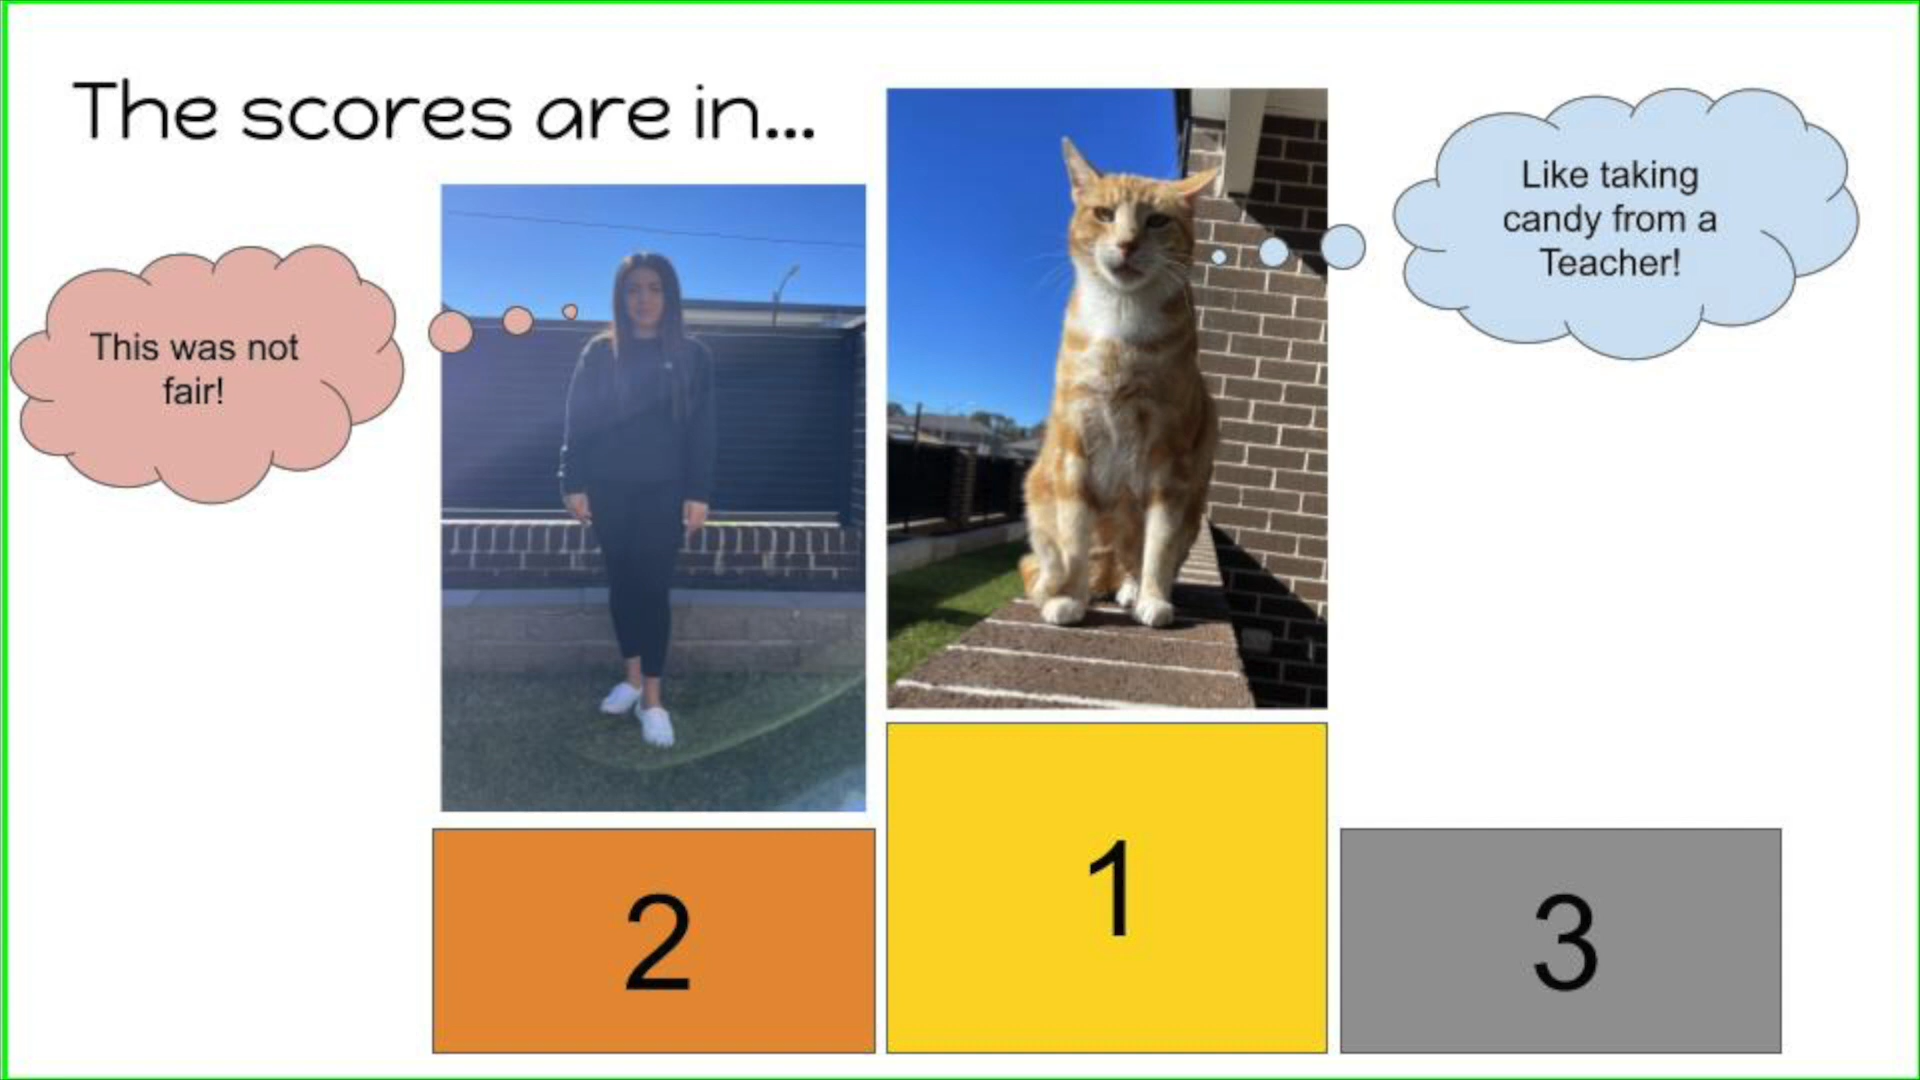 The scores are in...
This was not
fair!
Like taking
candy from a
Teacher!
2
1
3